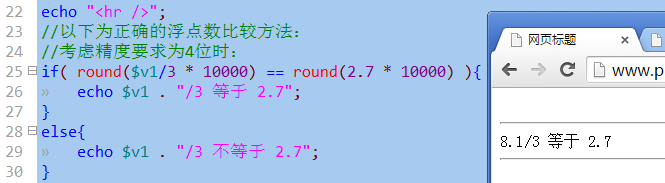 22 echo "<hr />";
23 //以下为正确的浮点数比较方法：
24 //考虑精度要求为4位时：
25 if( round($v1/3 * 10000) == round(2.7 * 10000) ){
26 » echo $v1 . "/3 等于 2.7";
27 }
28 else{
29 » echo $v1 . "/3 不等于 2.7";
30 }
网页标题 ×
www.p
8.1/3 等于 2.7